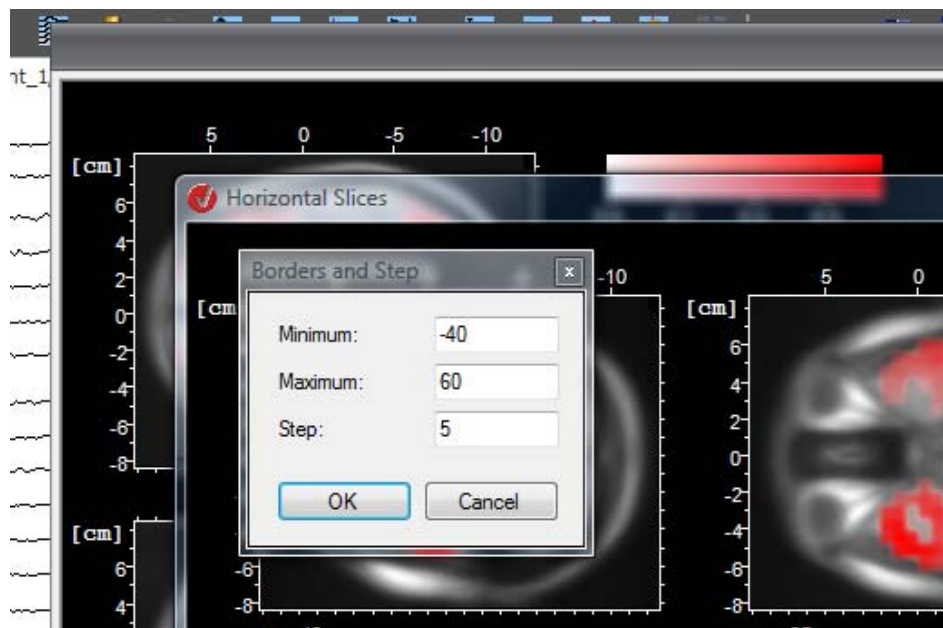 nt_1
5 0 -5 -10
[cm]
6
4
2
0
-2
-4
-6
-8
[cm]
6
4
Horizontal Slices
-10
[cm
-6
-8
Borders and Step
x
Minimum: -40
Maximum: 60
Step: 5
OK Cancel
5 0
[cm]
6
4
2
0
-2
-4
-6
-8